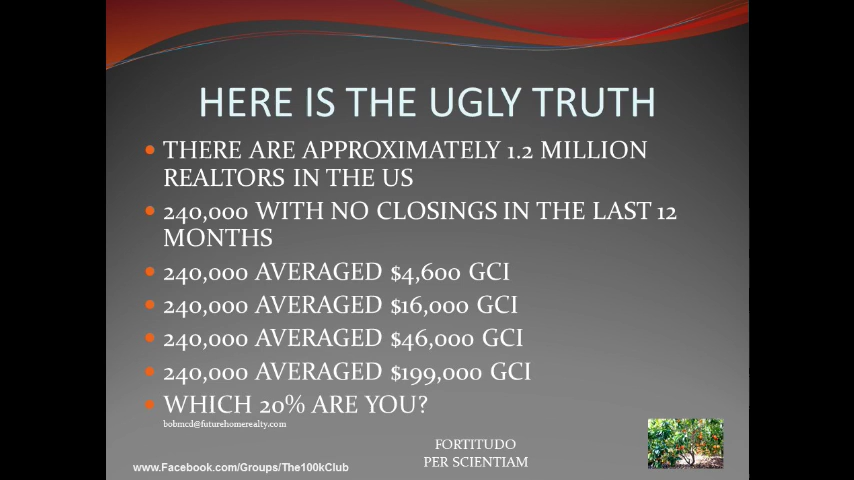 HERE IS THE UGLY TRUTH
• THERE ARE APPROXIMATELY 1.2 MILLION
REALTORS IN THE US
• 240,000 WITH NO CLOSINGS IN THE LAST 12
MONTHS
• 240,000 AVERAGED $4,600 GCI
• 240,000 AVERAGED $16,000 GCI
• 240,000 AVERAGED $46,000 GCI
• 240,000 AVERAGED $199,000 GCI
• WHICH 20% ARE YOU?
bobmcd@futurehomerealty.com
FORTITUDO
PER SCIENTIAM
www.Facebook.com/Groups/The100kClub